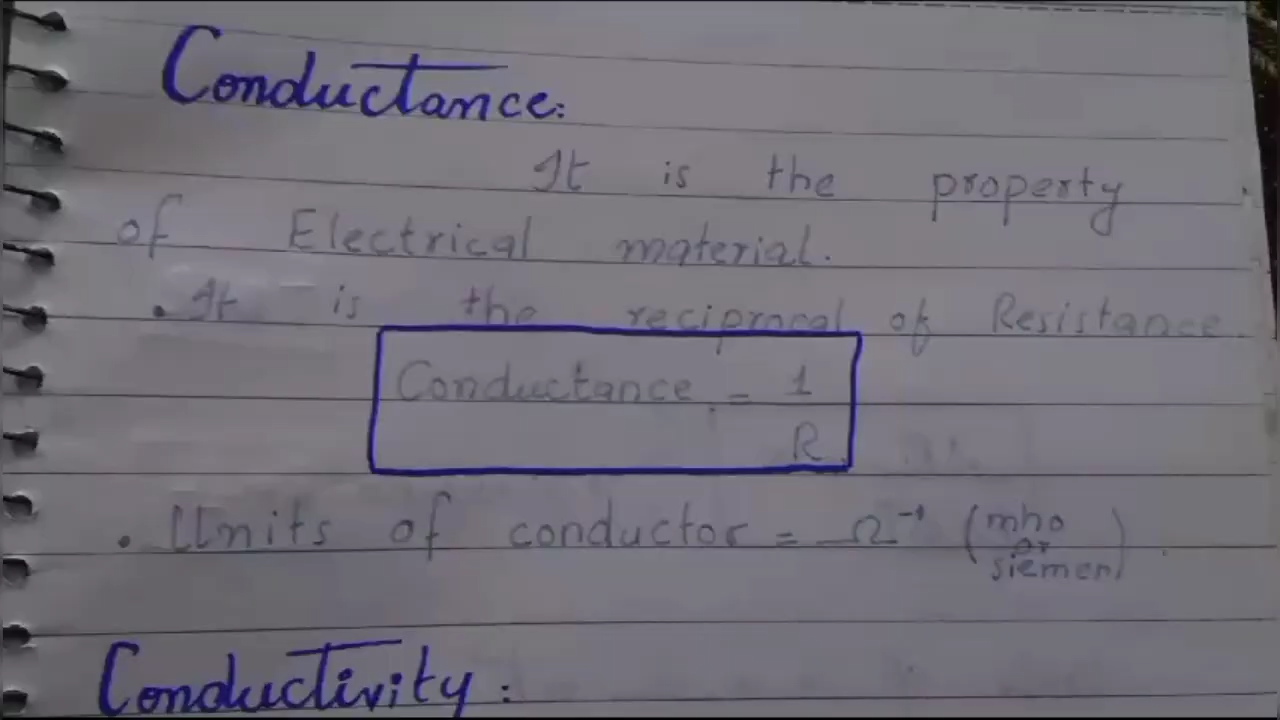 Conductance:
It is the property
of Electrical material.
. It is the reciprocal of Resistance.
Conductance = 1
R
. Units of conductor = Ω⁻¹ (mho
or
siemen)
Conductivity: